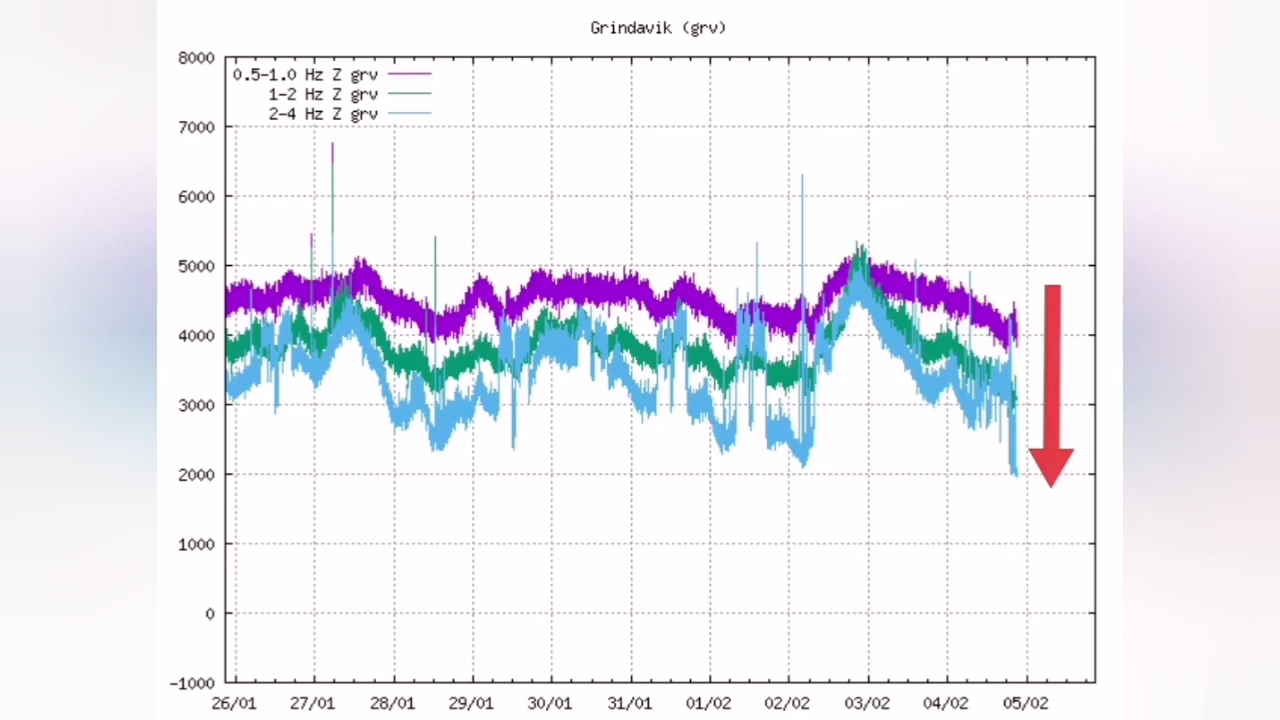 Grindavik (grv)
8000
0.5-1.0 Hz Z grv
1-2 Hz Z grv
2-4 Hz Z grv
7000
6000
5000
4000
3000
2000
1000
0
-1000
26/01 27/01 28/01 29/01 30/01 31/01 01/02 02/02 03/02 04/02 05/02